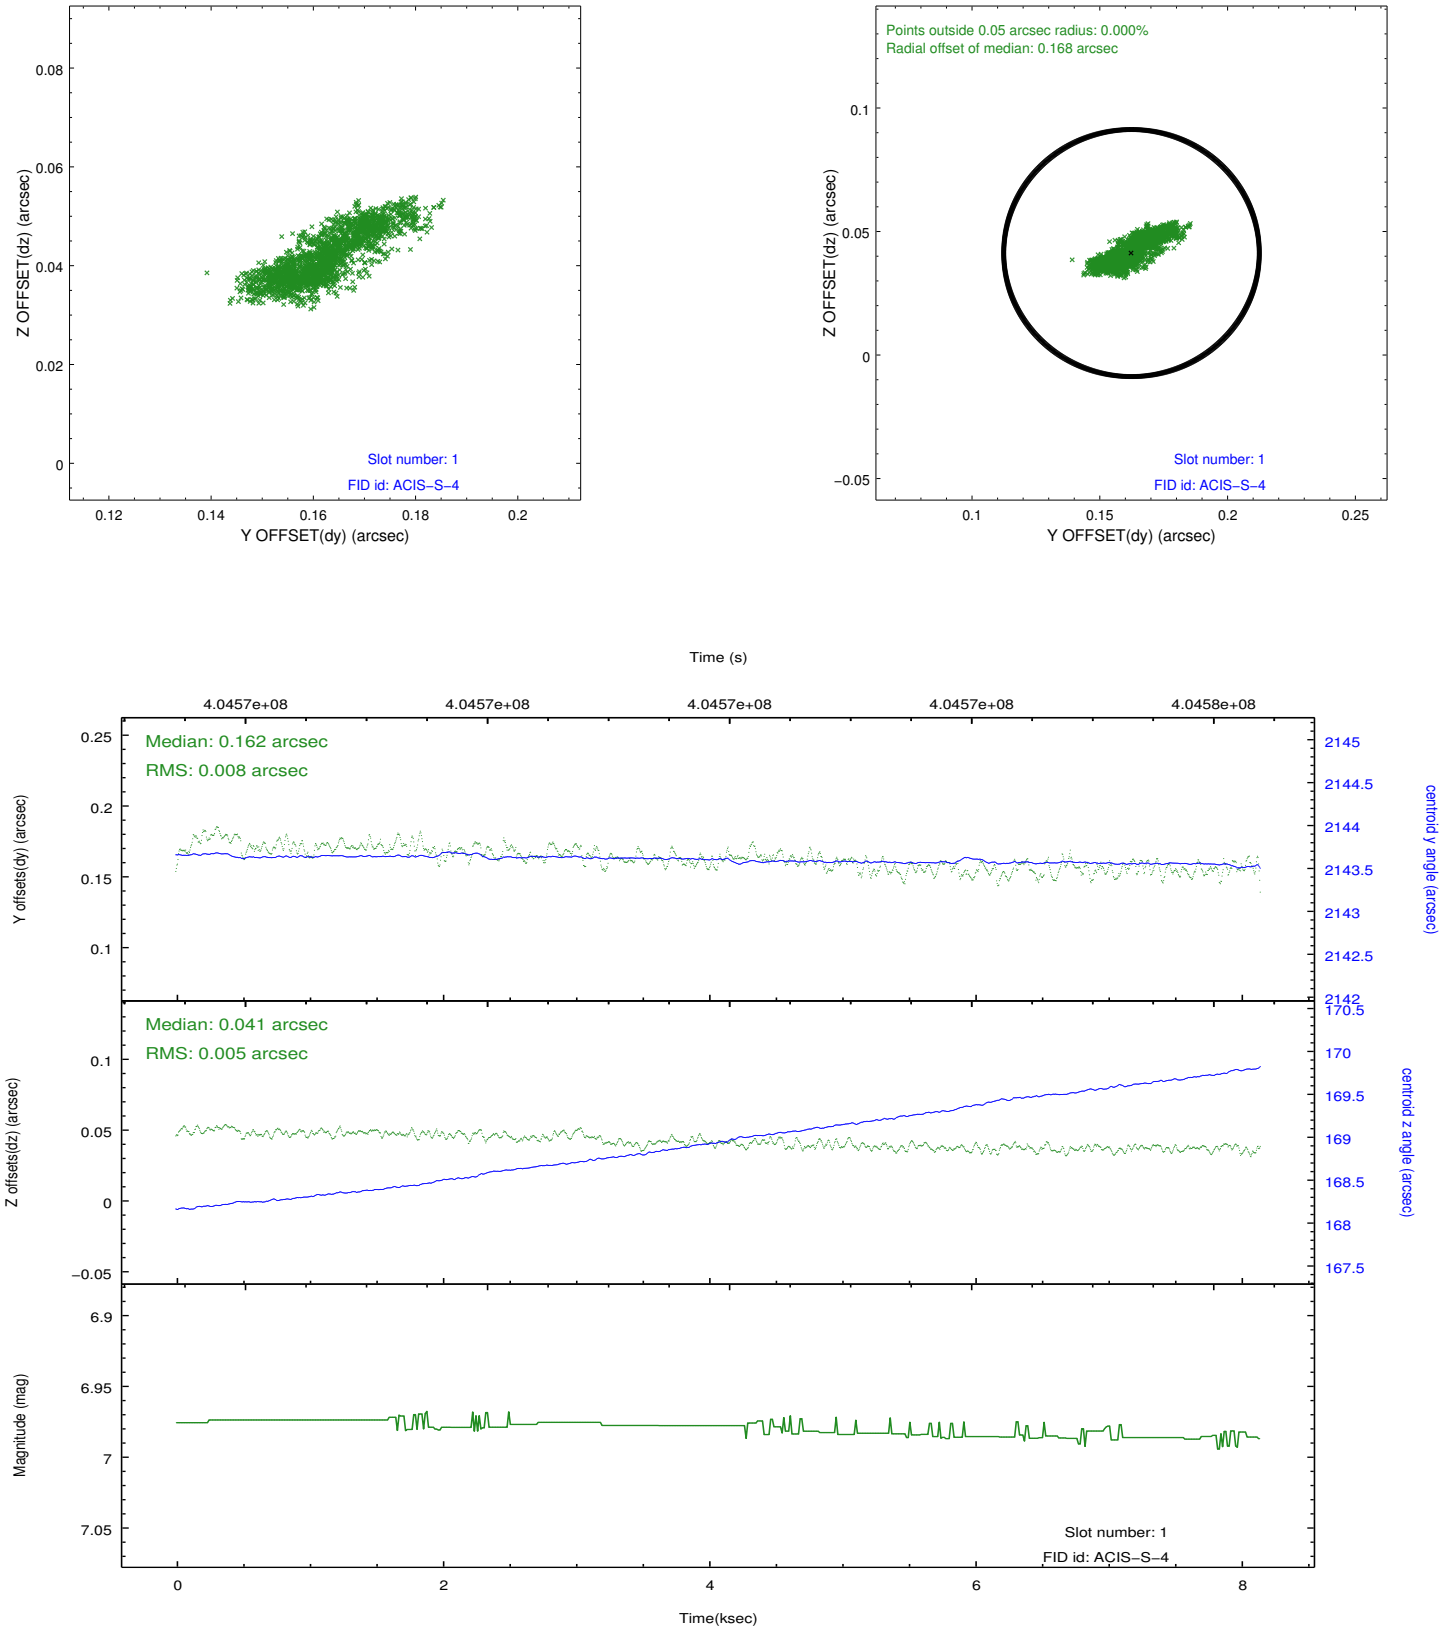 0.08
0.06
0.04
0.02
0
Z OFFSET(dz) (arcsec)
Slot number: 1
FID id: ACIS−S−4
0.12 0.14 0.16 0.18 0.2
Y OFFSET(dy) (arcsec)
Points outside 0.05 arcsec radius: 0.000%
Radial offset of median: 0.168 arcsec
0.1
0.05
0
−0.05
Z OFFSET(dz) (arcsec)
Slot number: 1
FID id: ACIS−S−4
0.1 0.15 0.2 0.25
Y OFFSET(dy) (arcsec)
Time (s)
4.0457e+08 4.0457e+08 4.0457e+08 4.0457e+08 4.0458e+08
Median: 0.162 arcsec
RMS: 0.008 arcsec
0.25
0.2
0.15
0.1
Y offsets(dy) (arcsec)
2145
2144.5
2144
2143.5
2143
2142.5
2142
centroid y angle (arcsec)
Median: 0.041 arcsec
RMS: 0.005 arcsec
0.1
0.05
0
−0.05
Z offsets(dz) (arcsec)
170.5
170
169.5
169
168.5
168
167.5
centroid z angle (arcsec)
6.9
6.95
7
7.05
Magnitude (mag)
Slot number: 1
FID id: ACIS−S−4
0 2 4 6 8
Time(ksec)